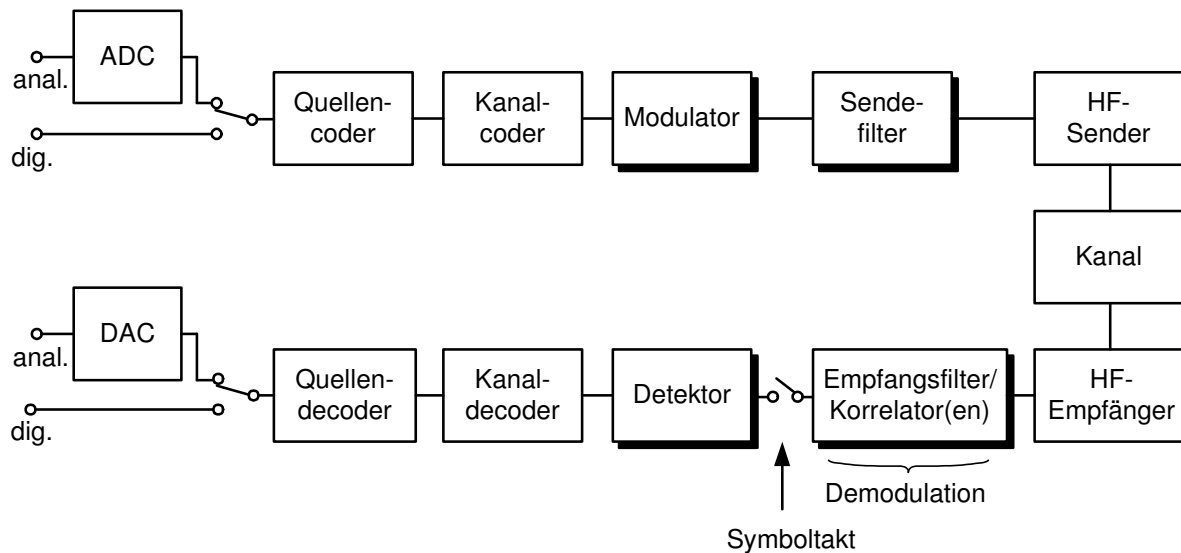 ADC
anal.
dig.
Quellen-
coder
Kanal-
coder
Modulator
Sende-
filter
HF-
Sender
Kanal
DAC
anal.
dig.
Quellen-
decoder
Kanal-
decoder
Detektor
Empfangsfilter/
Korrelator(en)
HF-
Empfänger
Demodulation
Symboltakt